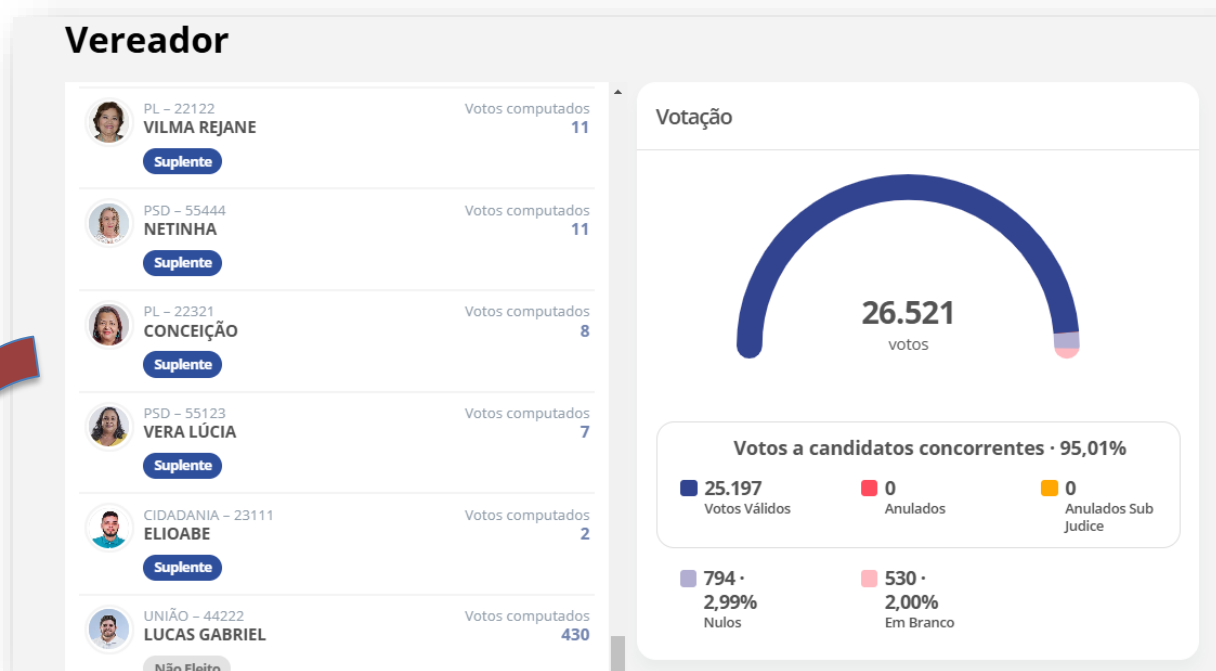 Vereador
PL – 22122
Votos computados
VILMA REJANE
11
Suplente
PSD – 55444
Votos computados
NETINHA
11
Suplente
PL – 22321
Votos computados
CONCEIÇÃO
8
Suplente
PSD – 55123
Votos computados
VERA LÚCIA
7
Suplente
CIDADANIA – 23111
Votos computados
ELIOABE
2
Suplente
UNIÃO – 44222
Votos computados
LUCAS GABRIEL
430
Não Eleito
Votação
26.521
votos
Votos a candidatos concorrentes · 95,01%
25.197
Votos Válidos
0
Anulados
0
Anulados Sub
Judice
794 ·
2,99%
Nulos
530 ·
2,00%
Em Branco